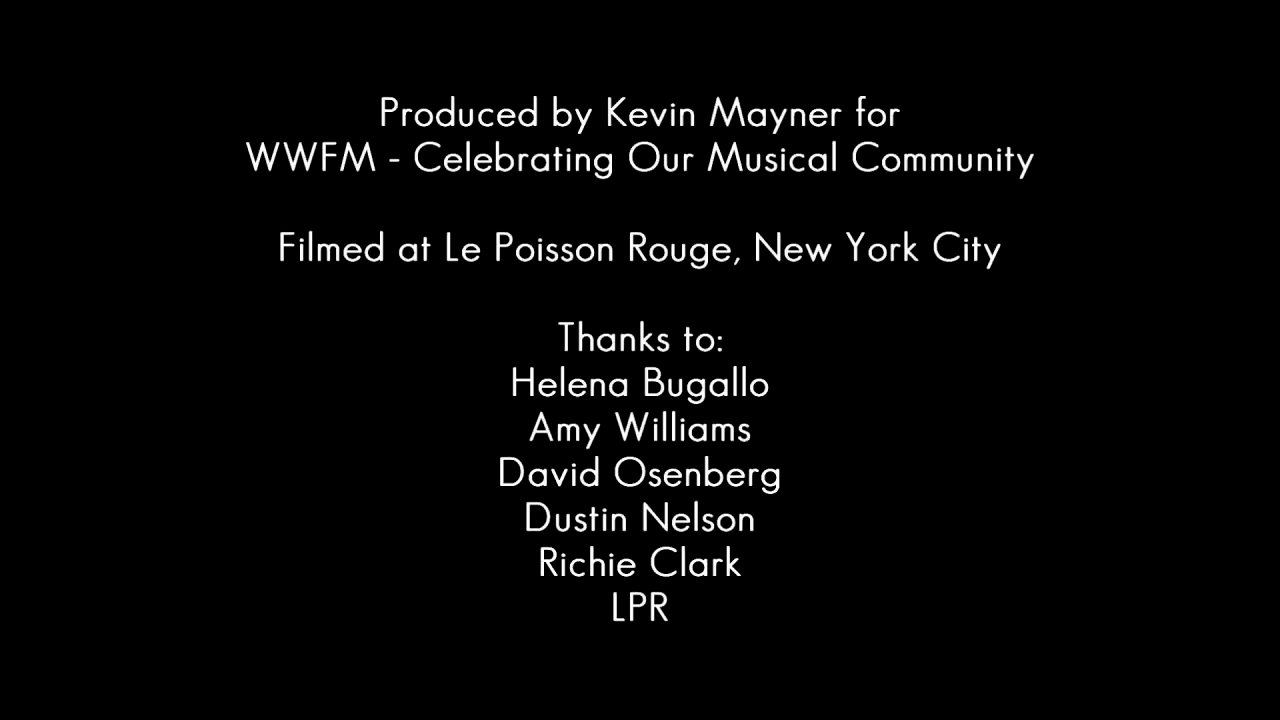 Produced by Kevin Mayner for
WWFM - Celebrating Our Musical Community
Filmed at Le Poisson Rouge, New York City
Thanks to:
Helena Bugallo
Amy Williams
David Osenberg
Dustin Nelson
Richie Clark
LPR